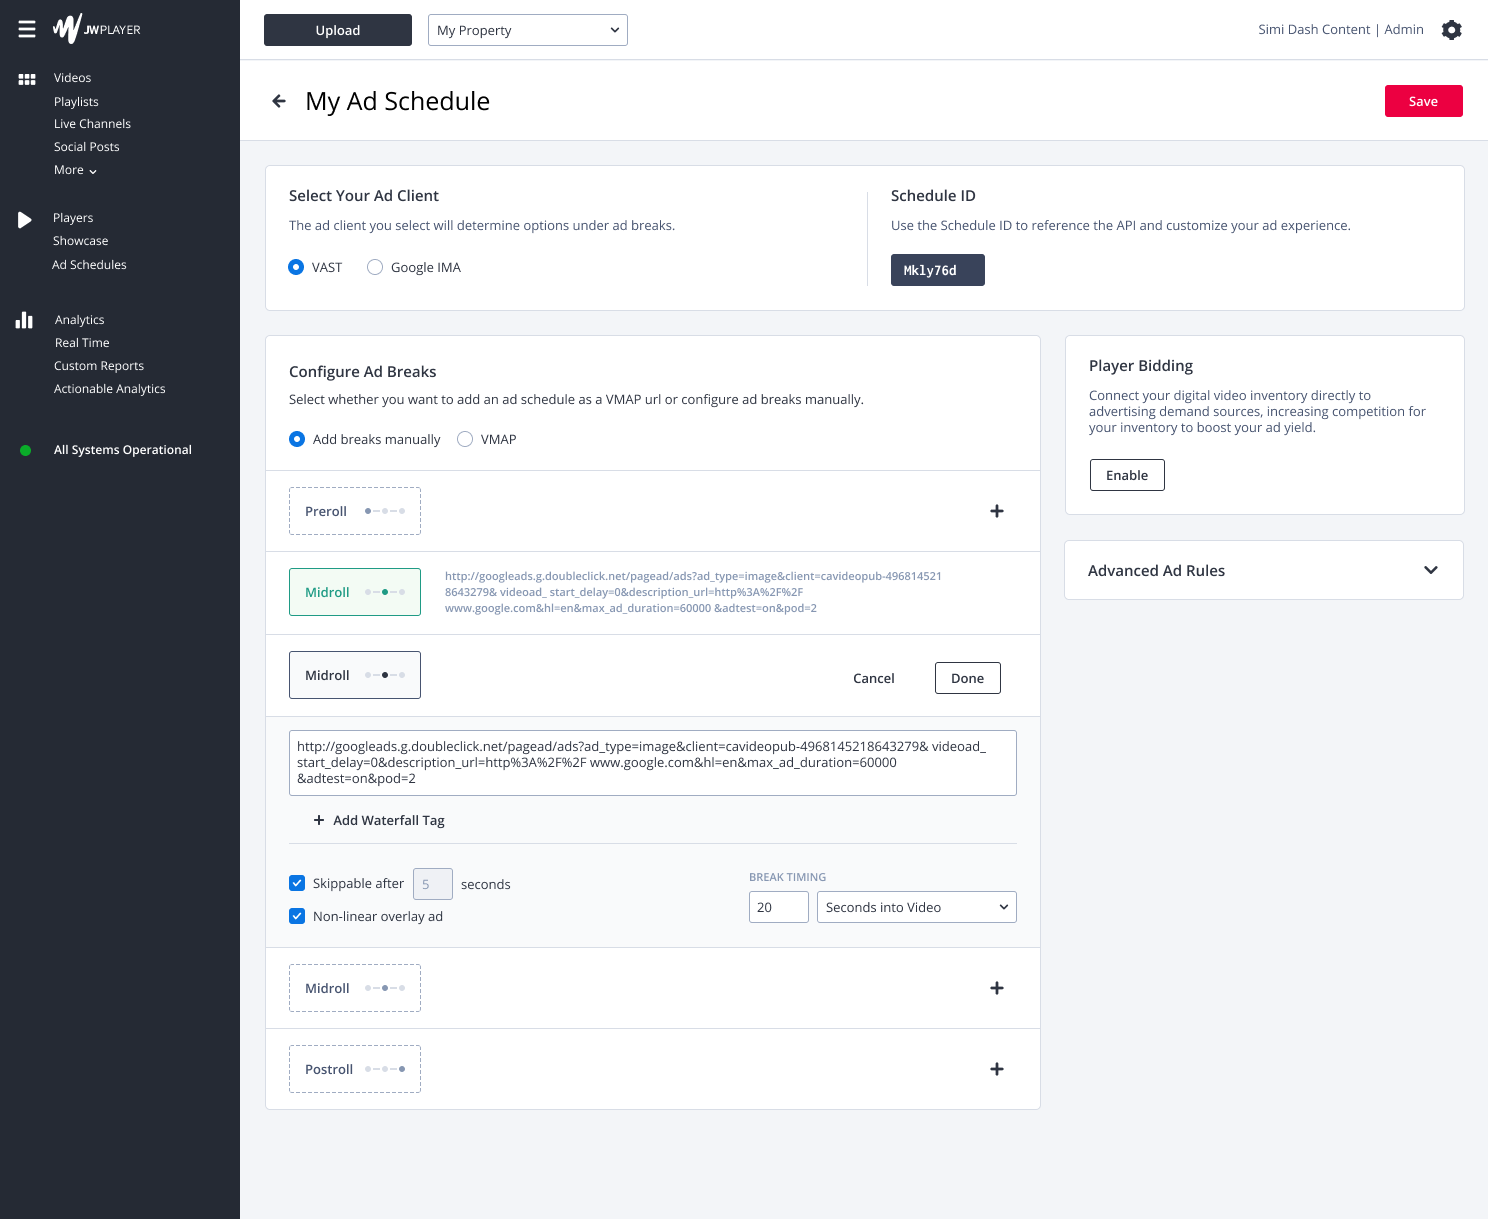 JWPLAYER
Videos
Playlists
Live Channels
Social Posts
More
Players
Showcase
Ad Schedules
Analytics
Real Time
Custom Reports
Actionable Analytics
All Systems Operational
Upload
My Property
Simi Dash Content | Admin
My Ad Schedule
Save
Select Your Ad Client
The ad client you select will determine options under ad breaks.
VAST
Google IMA
Schedule ID
Use the Schedule ID to reference the API and customize your ad experience.
Mkly76d
Configure Ad Breaks
Select whether you want to add an ad schedule as a VMAP url or configure ad breaks manually.
Add breaks manually
VMAP
Preroll
Midroll
http://googleads.g.doubleclick.net/pagead/ads?ad_type=image&client=cavideopub-496814521
8643279& videoad_ start_delay=0&description_url=http%3A%2F%2F
www.google.com&hl=en&max_ad_duration=60000 &adtest=on&pod=2
Midroll
Cancel
Done
http://googleads.g.doubleclick.net/pagead/ads?ad_type=image&client=cavideopub-4968145218643279& videoad_
start_delay=0&description_url=http%3A%2F%2F www.google.com&hl=en&max_ad_duration=60000
&adtest=on&pod=2
Add Waterfall Tag
Skippable after 5 seconds
Non-linear overlay ad
BREAK TIMING
20
Seconds into Video
Midroll
Postroll
Player Bidding
Connect your digital video inventory directly to
advertising demand sources, increasing competition for
your inventory to boost your ad yield.
Enable
Advanced Ad Rules